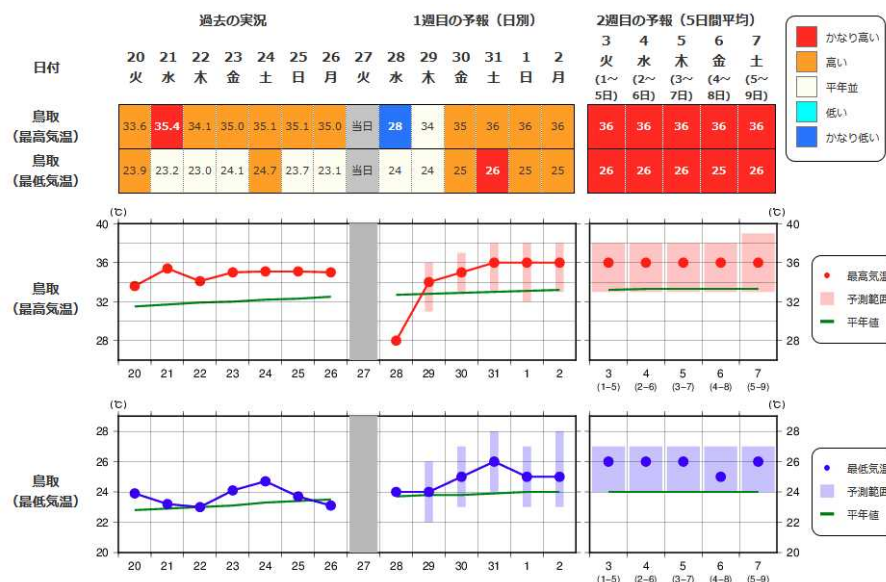 過去の実況 1週目の予報（日別） 2週目の予報（5日間平均）
日付 20 21 22 23 24 25 26 27 28 29 30 31 1 2 3 4 5 6 7
火 水 木 金 土 日 月 火 水 木 金 土 日 月 火 水 木 金 土
(1～5日) (2～6日) (3～7日) (4～8日) (5～9日)
鳥取（最高気温） 33.6 35.4 34.1 35.0 35.1 35.1 35.0 当日 28 34 35 36 36 36 36 36 36 36 36
鳥取（最低気温） 23.9 23.2 23.0 24.1 24.7 23.7 23.1 当日 24 24 25 26 25 25 26 26 26 25 26
かなり高い
高い
平年並
低い
かなり低い
(℃) (℃)
40 40
36 36
32 32
28 28
鳥取
（最高気温）
20 21 22 23 24 25 26 27 28 29 30 31 1 2 3 4 5 6 7
(1−5) (2−6) (3−7) (4−8) (5−9)
最高気温
予測範囲
平年値
(℃) (℃)
28 28
26 26
24 24
22 22
20 20
鳥取
（最低気温）
20 21 22 23 24 25 26 27 28 29 30 31 1 2 3 4 5 6 7
(1−5) (2−6) (3−7) (4−8) (5−9)
最低気温
予測範囲
平年値